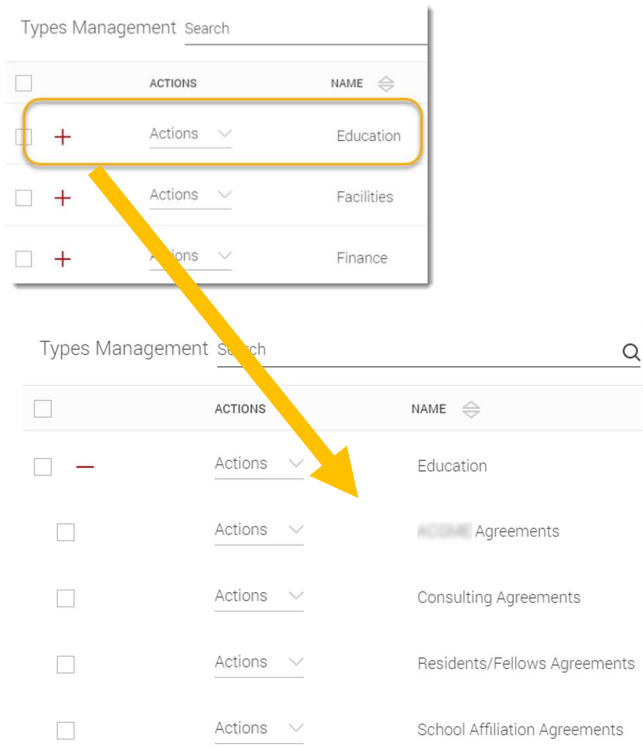 Types Management Search
ACTIONS NAME
Actions Education
Actions Facilities
Actions Finance
Types Management Search
ACTIONS NAME
Actions Education
Actions Agreements
Actions Consulting Agreements
Actions Residents/Fellows Agreements
Actions School Affiliation Agreements